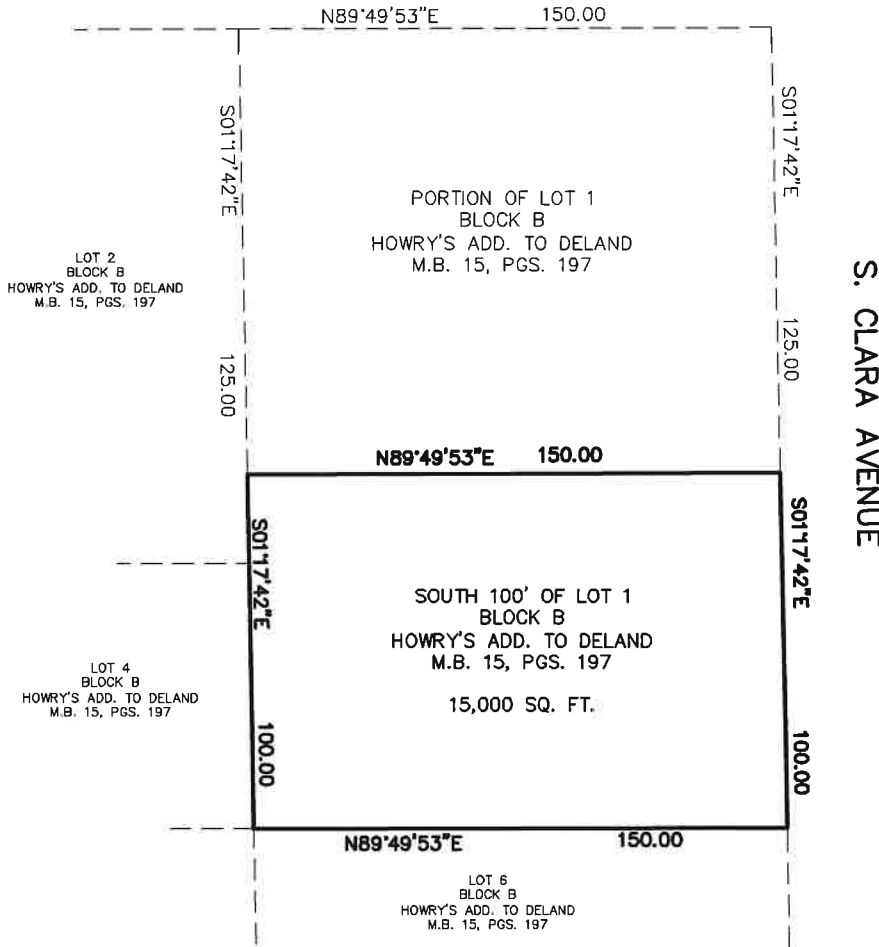 N89°49'53"E 150.00
S01°17'42"E
S01°17'42"E
PORTION OF LOT 1
BLOCK B
HOWRY'S ADD. TO DELAND
M.B. 15, PGS. 197
LOT 2
BLOCK B
HOWRY'S ADD. TO DELAND
M.B. 15, PGS. 197
S. CLARA AVENUE
125.00
125.00
N89°49'53"E 150.00
S01°17'42"E
S01°17'42"E
SOUTH 100' OF LOT 1
BLOCK B
HOWRY'S ADD. TO DELAND
M.B. 15, PGS. 197
15,000 SQ. FT.
LOT 4
BLOCK B
HOWRY'S ADD. TO DELAND
M.B. 15, PGS. 197
100.00
100.00
N89°49'53"E 150.00
LOT 6
BLOCK B
HOWRY'S ADD. TO DELAND
M.B. 15, PGS. 197